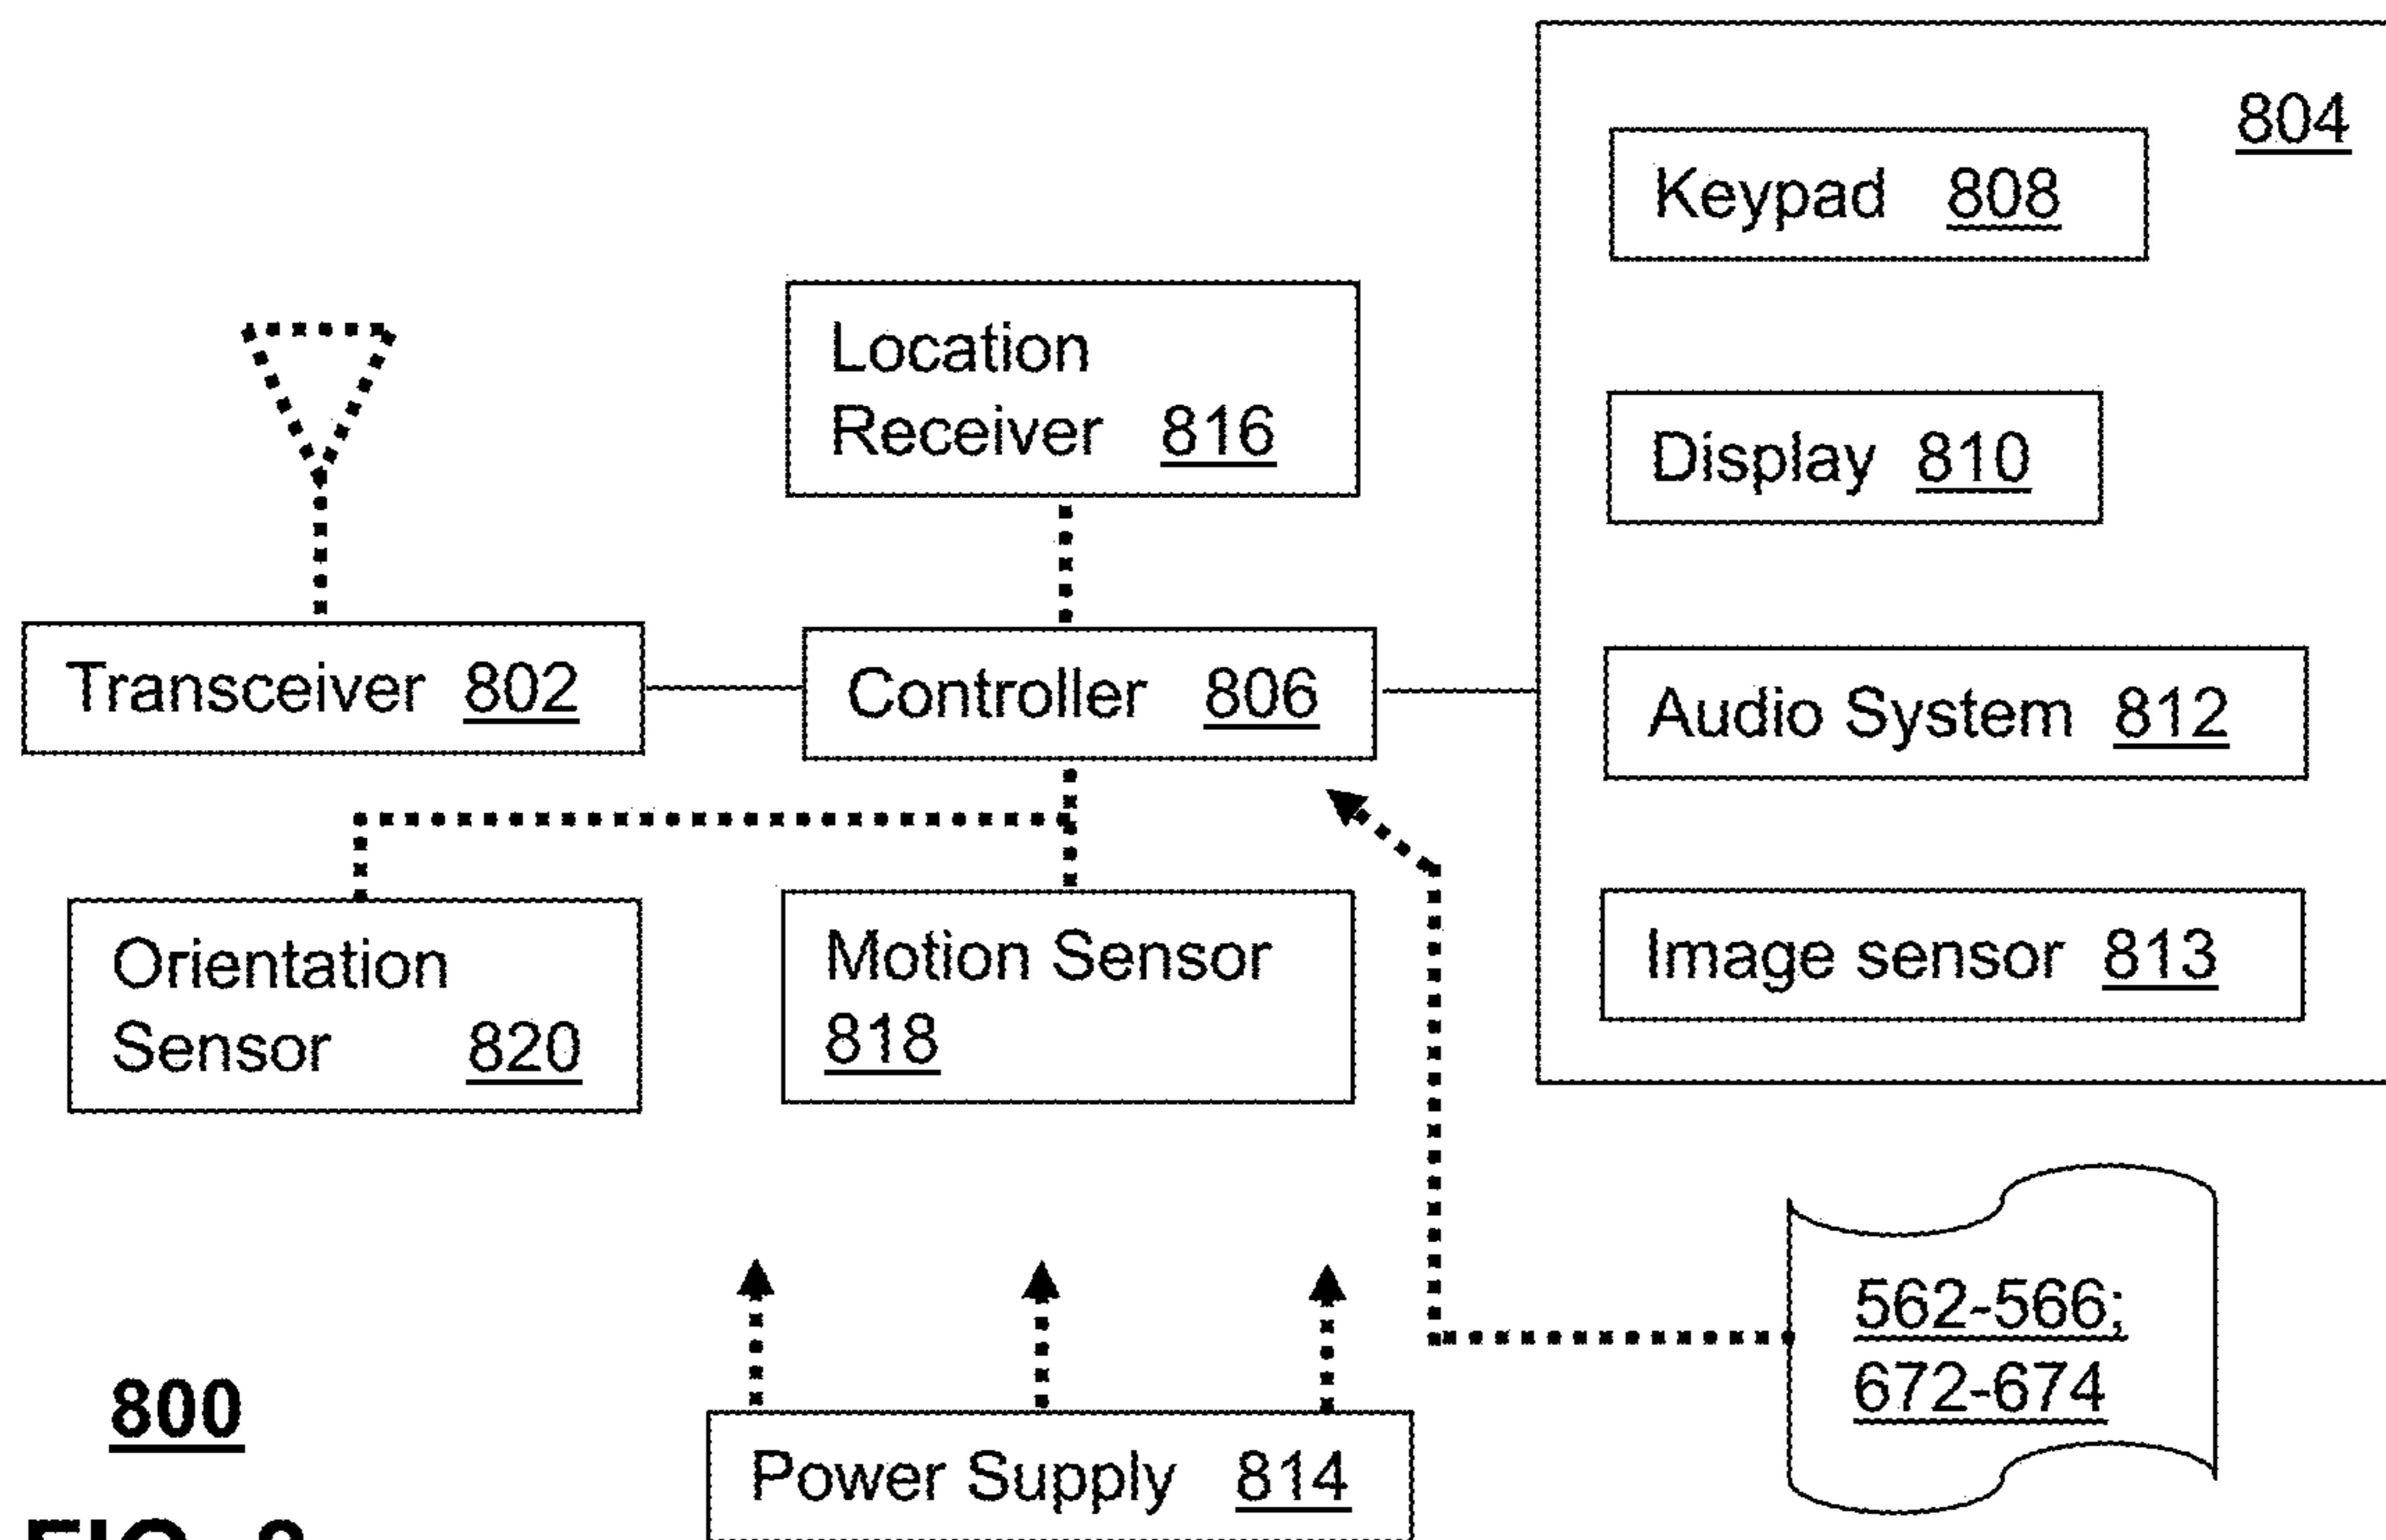 804
Keypad 808
Location
Receiver 816
Display 810
Transceiver 802
Controller 806
Audio System 812
Orientation
Sensor 820
Motion Sensor
818
Image sensor 813
562-566;
672-674
800
Power Supply 814